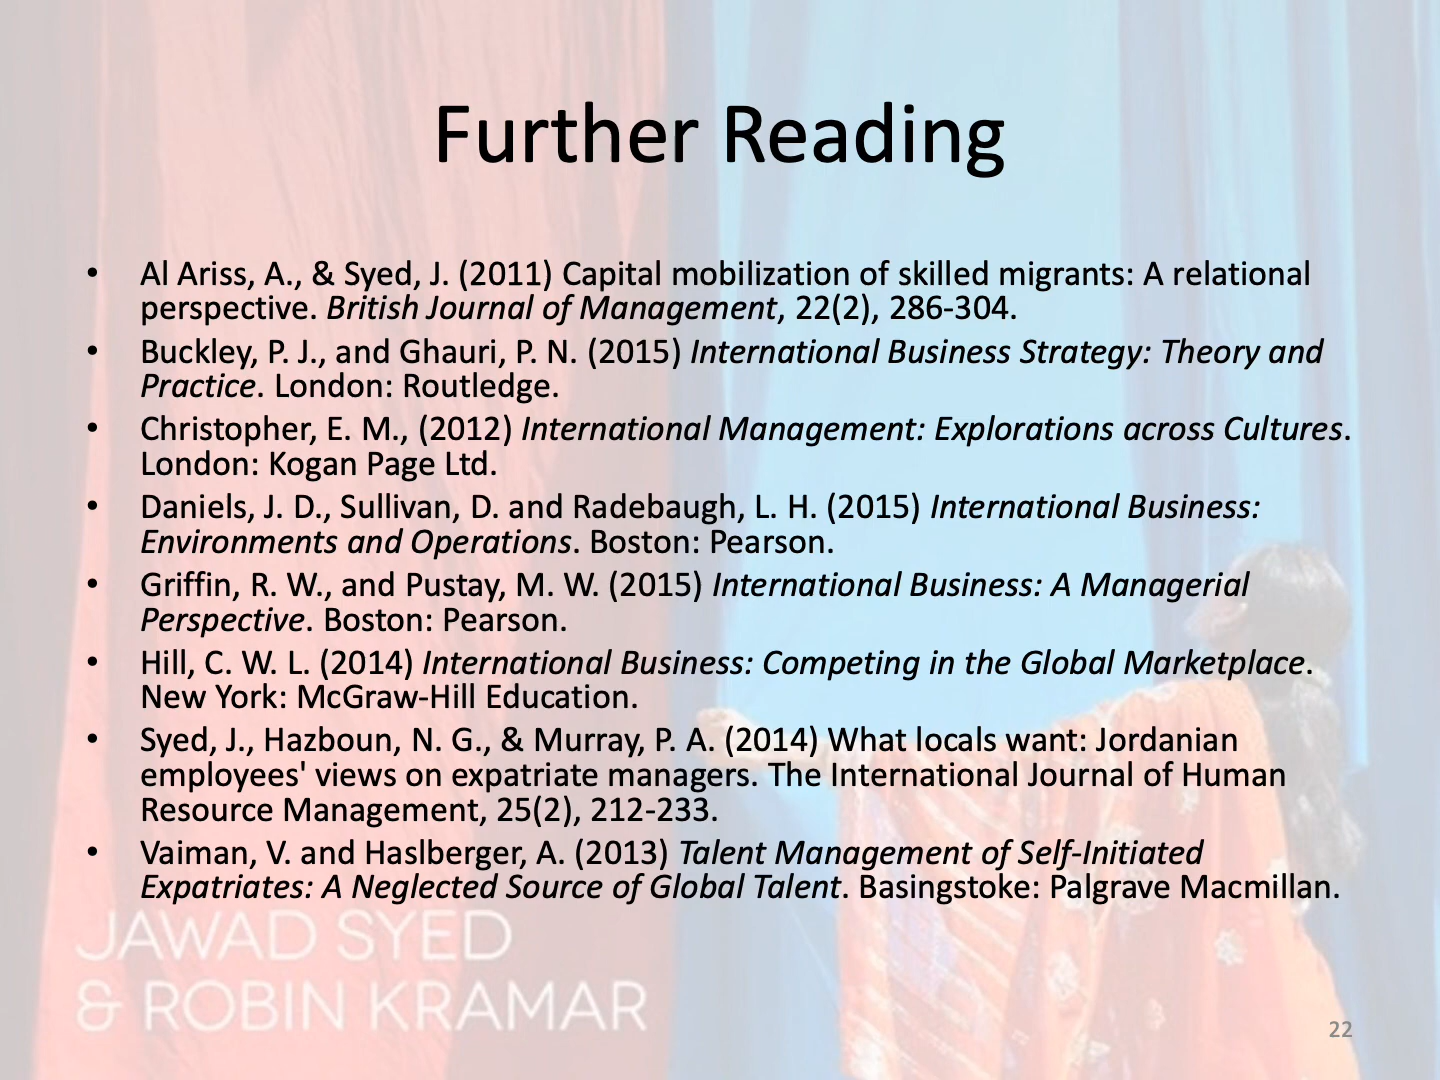 Further Reading
• Al Ariss, A., & Syed, J. (2011) Capital mobilization of skilled migrants: A relational
perspective. British Journal of Management, 22(2), 286-304.
• Buckley, P. J., and Ghauri, P. N. (2015) International Business Strategy: Theory and
Practice. London: Routledge.
• Christopher, E. M., (2012) International Management: Explorations across Cultures.
London: Kogan Page Ltd.
• Daniels, J. D., Sullivan, D. and Radebaugh, L. H. (2015) International Business:
Environments and Operations. Boston: Pearson.
• Griffin, R. W., and Pustay, M. W. (2015) International Business: A Managerial
Perspective. Boston: Pearson.
• Hill, C. W. L. (2014) International Business: Competing in the Global Marketplace.
New York: McGraw-Hill Education.
• Syed, J., Hazboun, N. G., & Murray, P. A. (2014) What locals want: Jordanian
employees' views on expatriate managers. The International Journal of Human
Resource Management, 25(2), 212-233.
• Vaiman, V. and Haslberger, A. (2013) Talent Management of Self-Initiated
Expatriates: A Neglected Source of Global Talent. Basingstoke: Palgrave Macmillan.
JAWAD SYED
& ROBIN KRAMAR
22